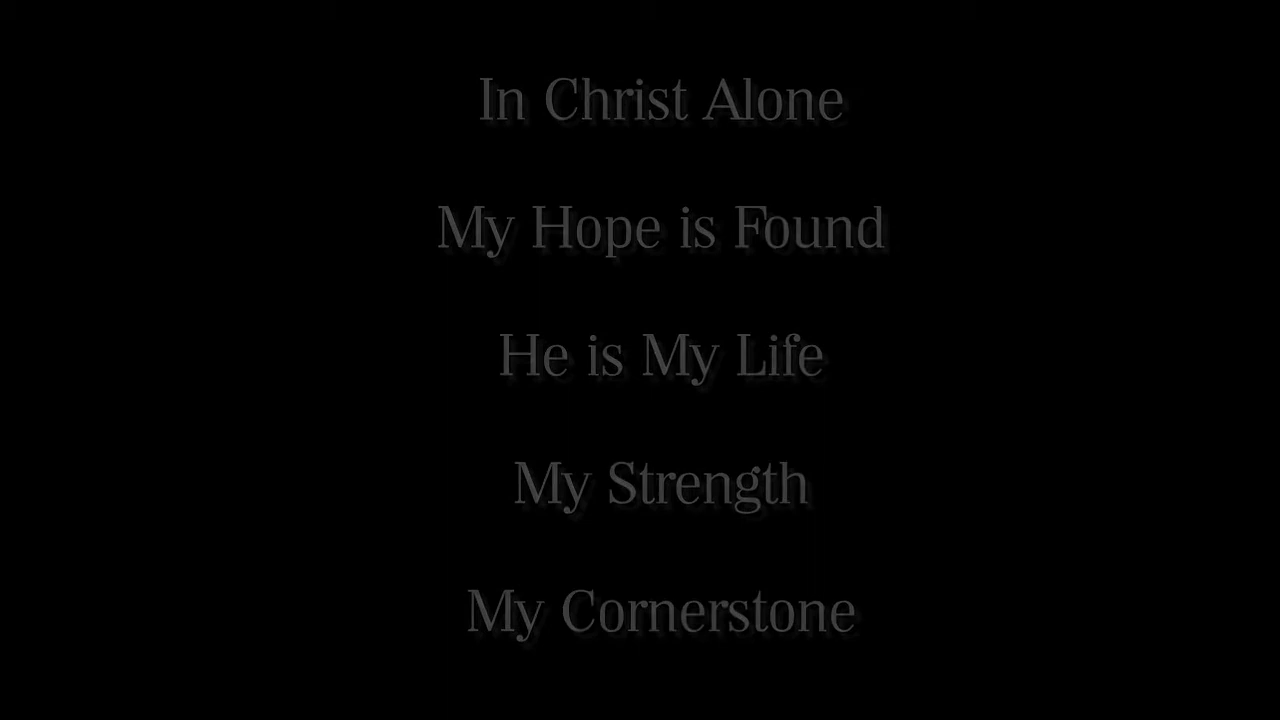 In Christ Alone
My Hope is Found
He is My Life
My Strength
My Cornerstone